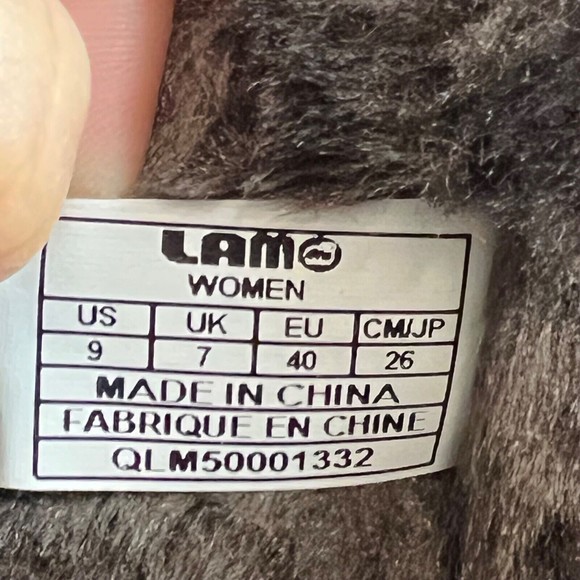 LAMO
WOMEN
US UK EU CM/JP
9 7 40 26
MADE IN CHINA
FABRIQUE EN CHINE
QLM50001332